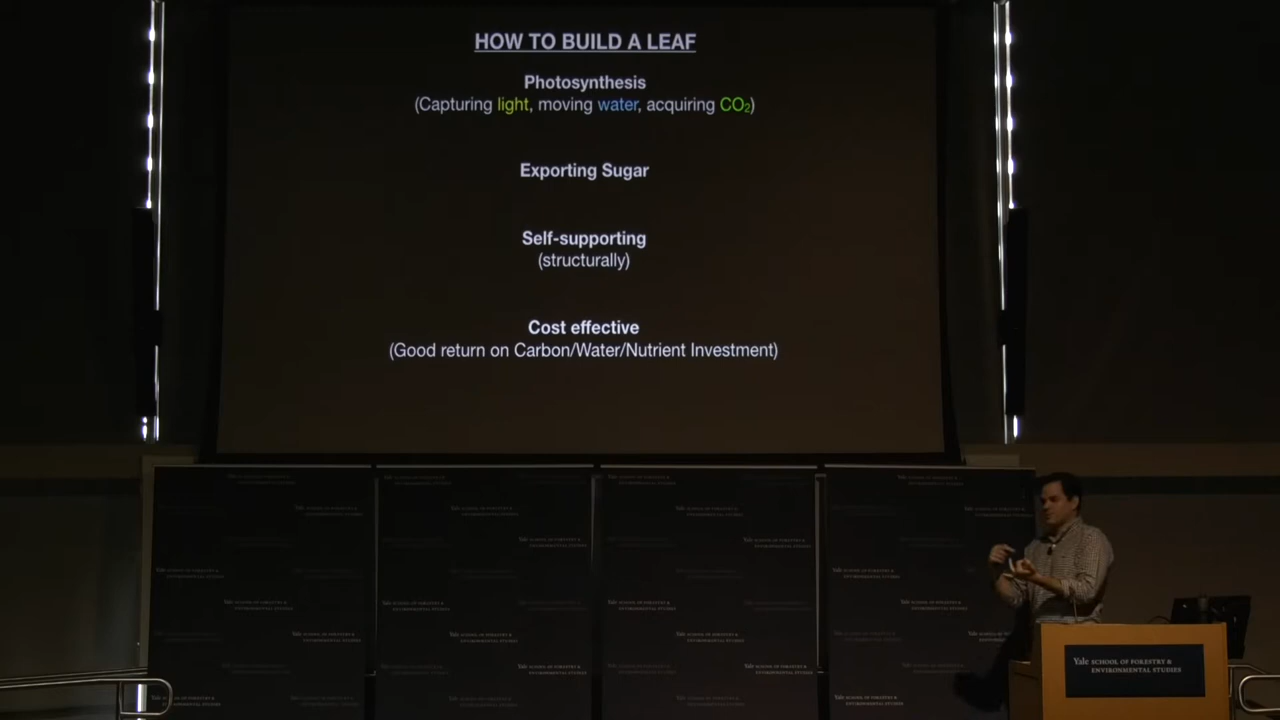 HOW TO BUILD A LEAF
Photosynthesis
(Capturing light, moving water, acquiring CO₂)
Exporting Sugar
Self-supporting
(structurally)
Cost effective
(Good return on Carbon/Water/Nutrient Investment)
Yale SCHOOL OF FORESTRY &
ENVIRONMENTAL STUDIES